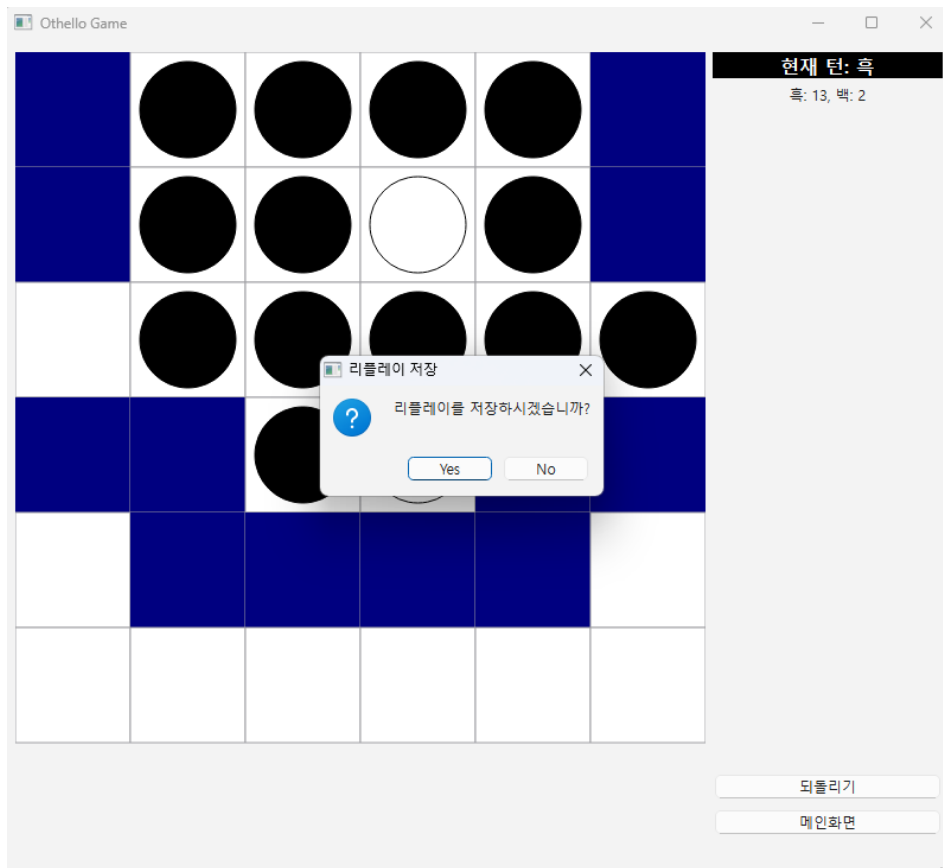 Othello Game
현재 턴: 흑
흑: 13, 백: 2
리플레이 저장
?
리플레이를 저장하시겠습니까?
Yes
No
되돌리기
메인화면